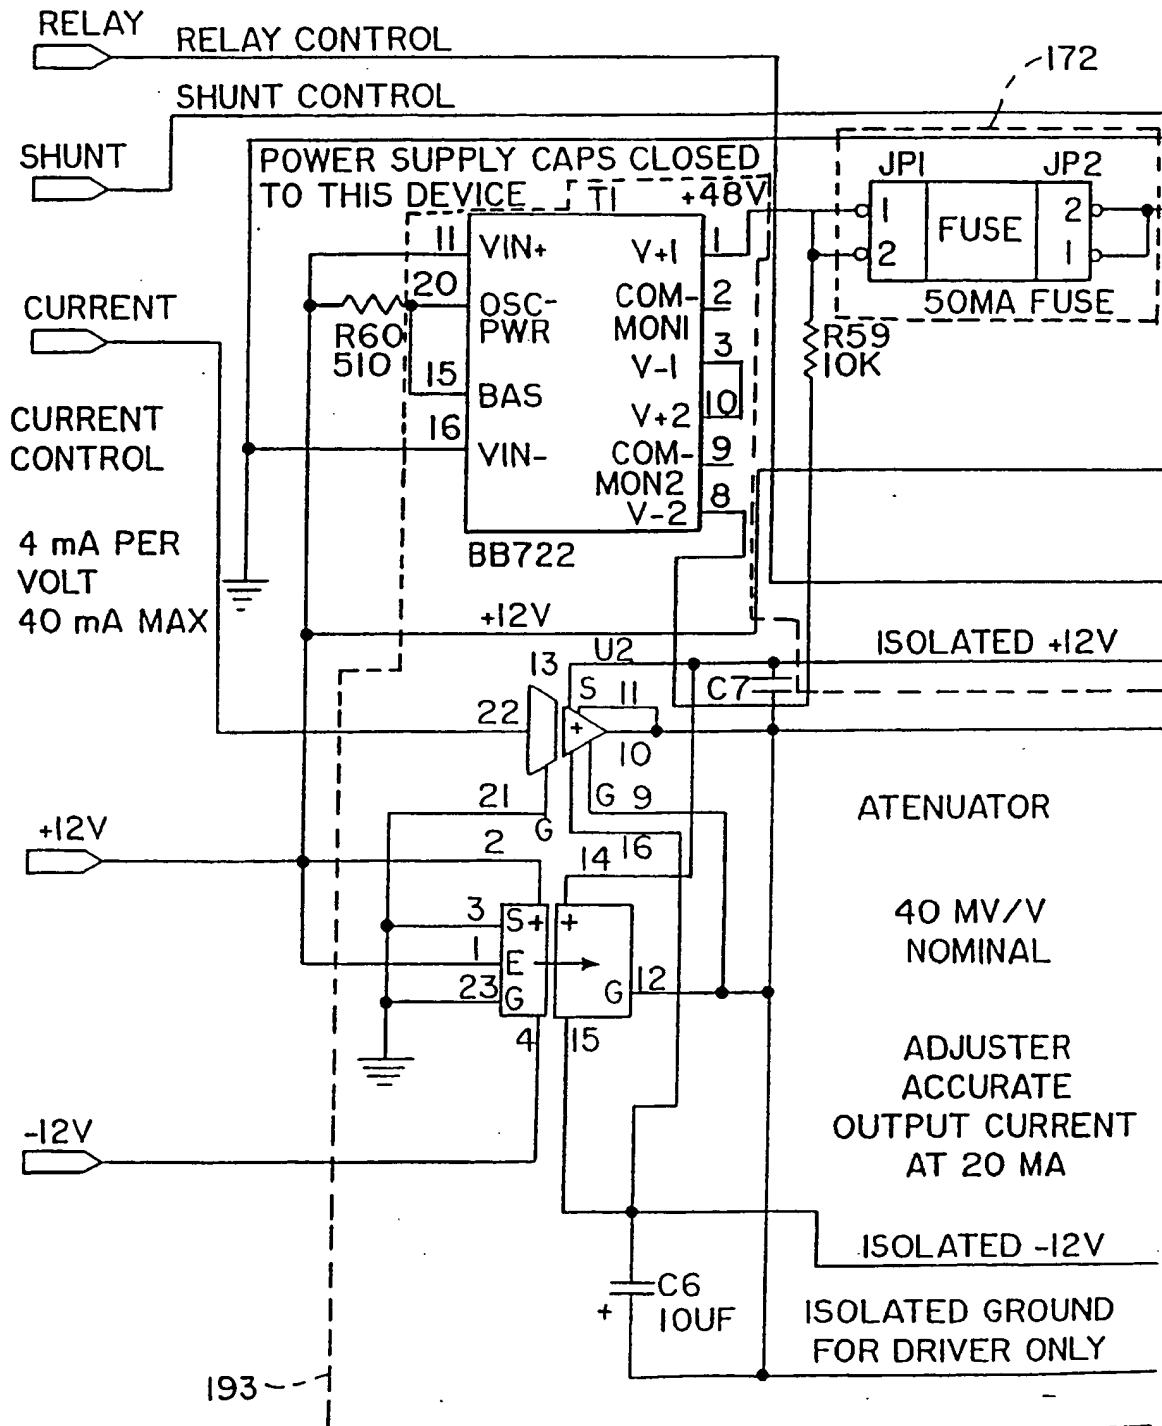 RELAY
RELAY CONTROL
172
SHUNT CONTROL
SHUNT
POWER SUPPLY CAPS CLOSED
TO THIS DEVICE
T1
+48V
JP1
JP2
1
2
FUSE
2
1
50MA FUSE
11
VIN+
V+1
1
20
OSC-
PWR
COM-
MON1
2
CURRENT
R60
510
V-1
3
R59
10K
15
BAS
V+2
10
CURRENT
CONTROL
16
VIN-
COM-
MON2
9
V-2
8
BB722
4 mA PER
VOLT
40 mA MAX
+12V
U2
ISOLATED +12V
13
S
11
C7
22
+
10
21
G
G
9
ATENUATOR
+12V
2
14
16
40 MV/V
NOMINAL
3
S+
+
1
E
23
G
G
12
4
15
ADJUSTER
ACCURATE
OUTPUT CURRENT
AT 20 MA
-12V
ISOLATED -12V
C6
10UF
+
ISOLATED GROUND
FOR DRIVER ONLY
193